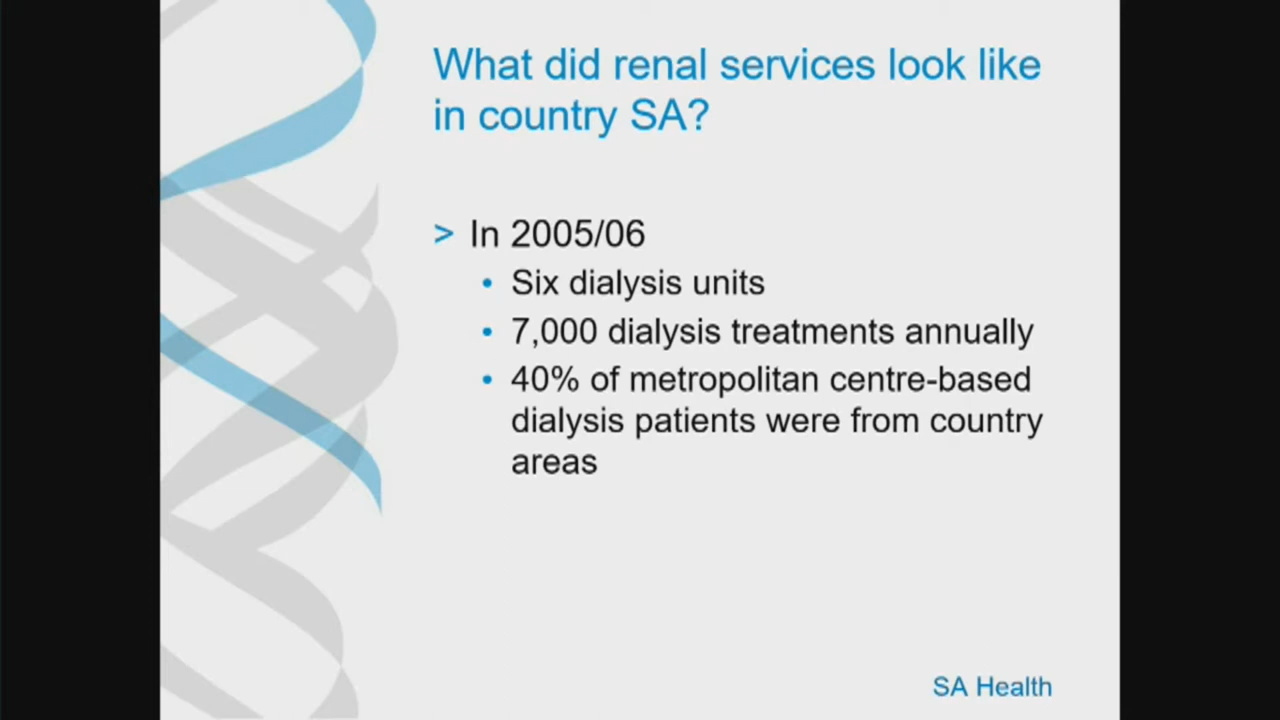 What did renal services look like
in country SA?
> In 2005/06
• Six dialysis units
• 7,000 dialysis treatments annually
• 40% of metropolitan centre-based
dialysis patients were from country
areas
SA Health